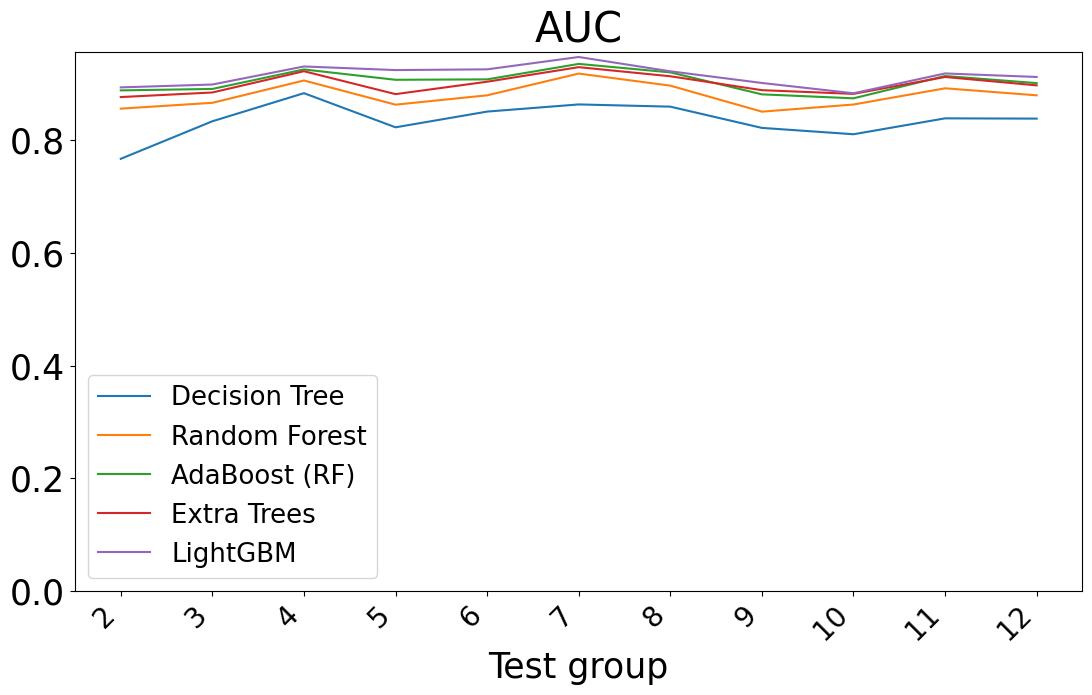 AUC
0.8
0.6
0.4
0.2
0.0
Decision Tree
Random Forest
AdaBoost (RF)
Extra Trees
LightGBM
2 3 4 5 6 7 8 9 10 11 12
Test group